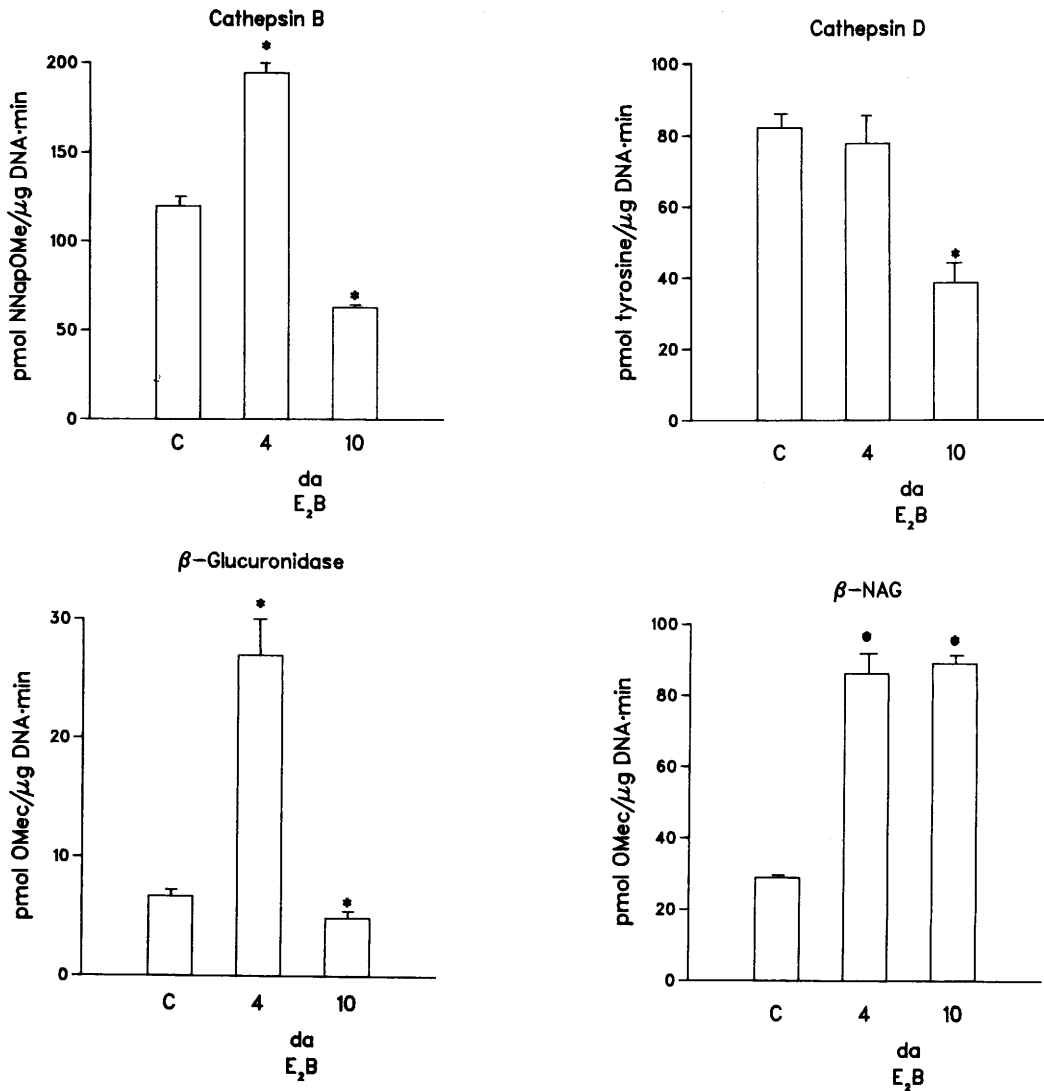 Cathepsin B
pmol NNapOMe/μg DNA·min
200
150
100
50
0
*
*
C 4 10
da
E₂B
Cathepsin D
pmol tyrosine/μg DNA·min
100
80
60
40
20
0
*
C 4 10
da
E₂B
β-Glucuronidase
pmol OMec/μg DNA·min
30
20
10
0
*
*
C 4 10
da
E₂B
β-NAG
pmol OMec/μg DNA·min
100
80
60
40
20
0
*
*
C 4 10
da
E₂B